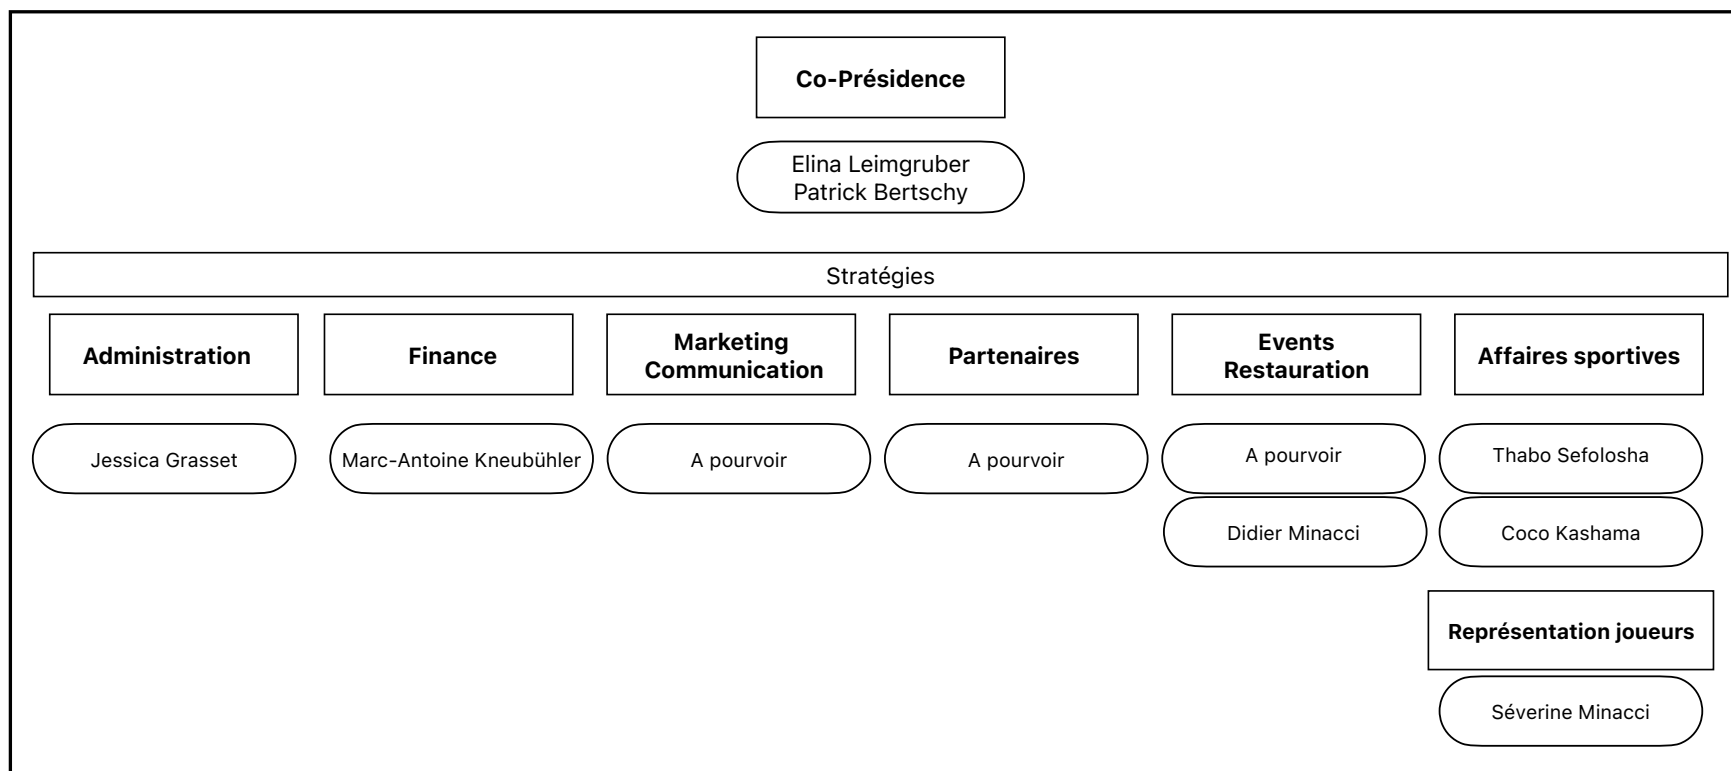 Co-Présidence
Elina Leimgruber
Patrick Bertschy
Stratégies
Administration
Finance
Marketing
Communication
Partenaires
Events
Restauration
Affaires sportives
Jessica Grasset
Marc-Antoine Kneubühler
A pourvoir
A pourvoir
A pourvoir
Thabo Sefolosha
Didier Minacci
Coco Kashama
Représentation joueurs
Séverine Minacci